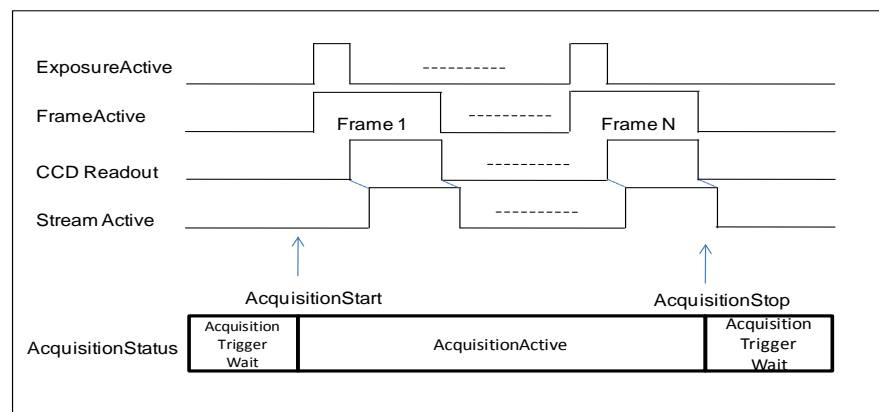 ExposureActive
FrameActive
Frame 1
Frame N
CCD Readout
Stream Active
AcquisitionStart
AcquisitionStop
AcquisitionStatus
Acquisition
Trigger
Wait
AcquisitionActive
Acquisition
Trigger
Wait